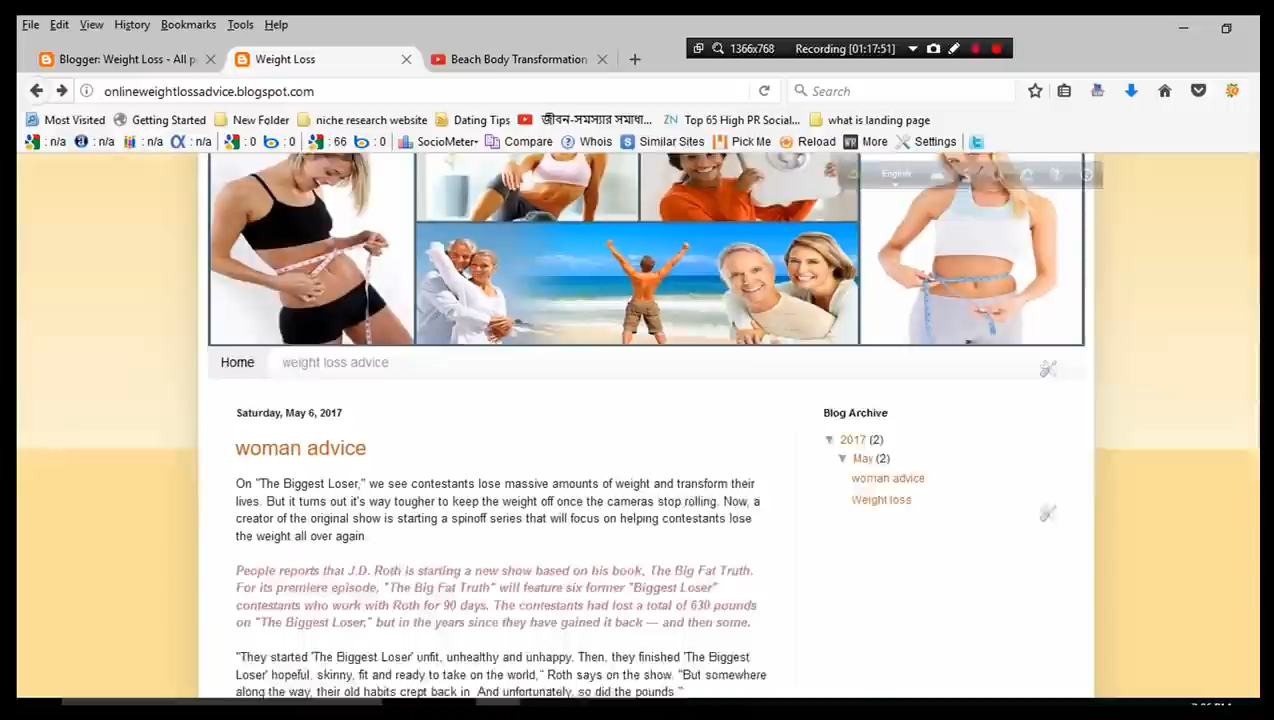 File Edit View History Bookmarks Tools Help
1366x768 Recording [01:17:51]
Blogger: Weight Loss - All p
Weight Loss
Beach Body Transformation
onlineweightlossadvice.blogspot.com
Search
Most Visited Getting Started New Folder niche research website Dating Tips জীবন-সমস্যার সমাধা... ZN Top 65 High PR Social... what is landing page
: n/a : n/a : n/a : n/a : 0 : 0 : 66 : 0 SocioMeter Compare Whois Similar Sites Pick Me Reload More Settings
English
Home weight loss advice
Saturday, May 6, 2017
woman advice
On "The Biggest Loser," we see contestants lose massive amounts of weight and transform their
lives. But it turns out it's way tougher to keep the weight off once the cameras stop rolling. Now, a
creator of the original show is starting a spinoff series that will focus on helping contestants lose
the weight all over again
People reports that J.D. Roth is starting a new show based on his book, The Big Fat Truth.
For its premiere episode, "The Big Fat Truth" will feature six former "Biggest Loser"
contestants who work with Roth for 90 days. The contestants had lost a total of 630 pounds
on "The Biggest Loser," but in the years since they have gained it back — and then some.
"They started 'The Biggest Loser' unfit, unhealthy and unhappy. Then, they finished 'The Biggest
Loser' hopeful, skinny, fit and ready to take on the world," Roth says on the show. "But somewhere
along the way, their old habits crept back in. And unfortunately, so did the pounds."
Blog Archive
2017 (2)
May (2)
woman advice
Weight loss